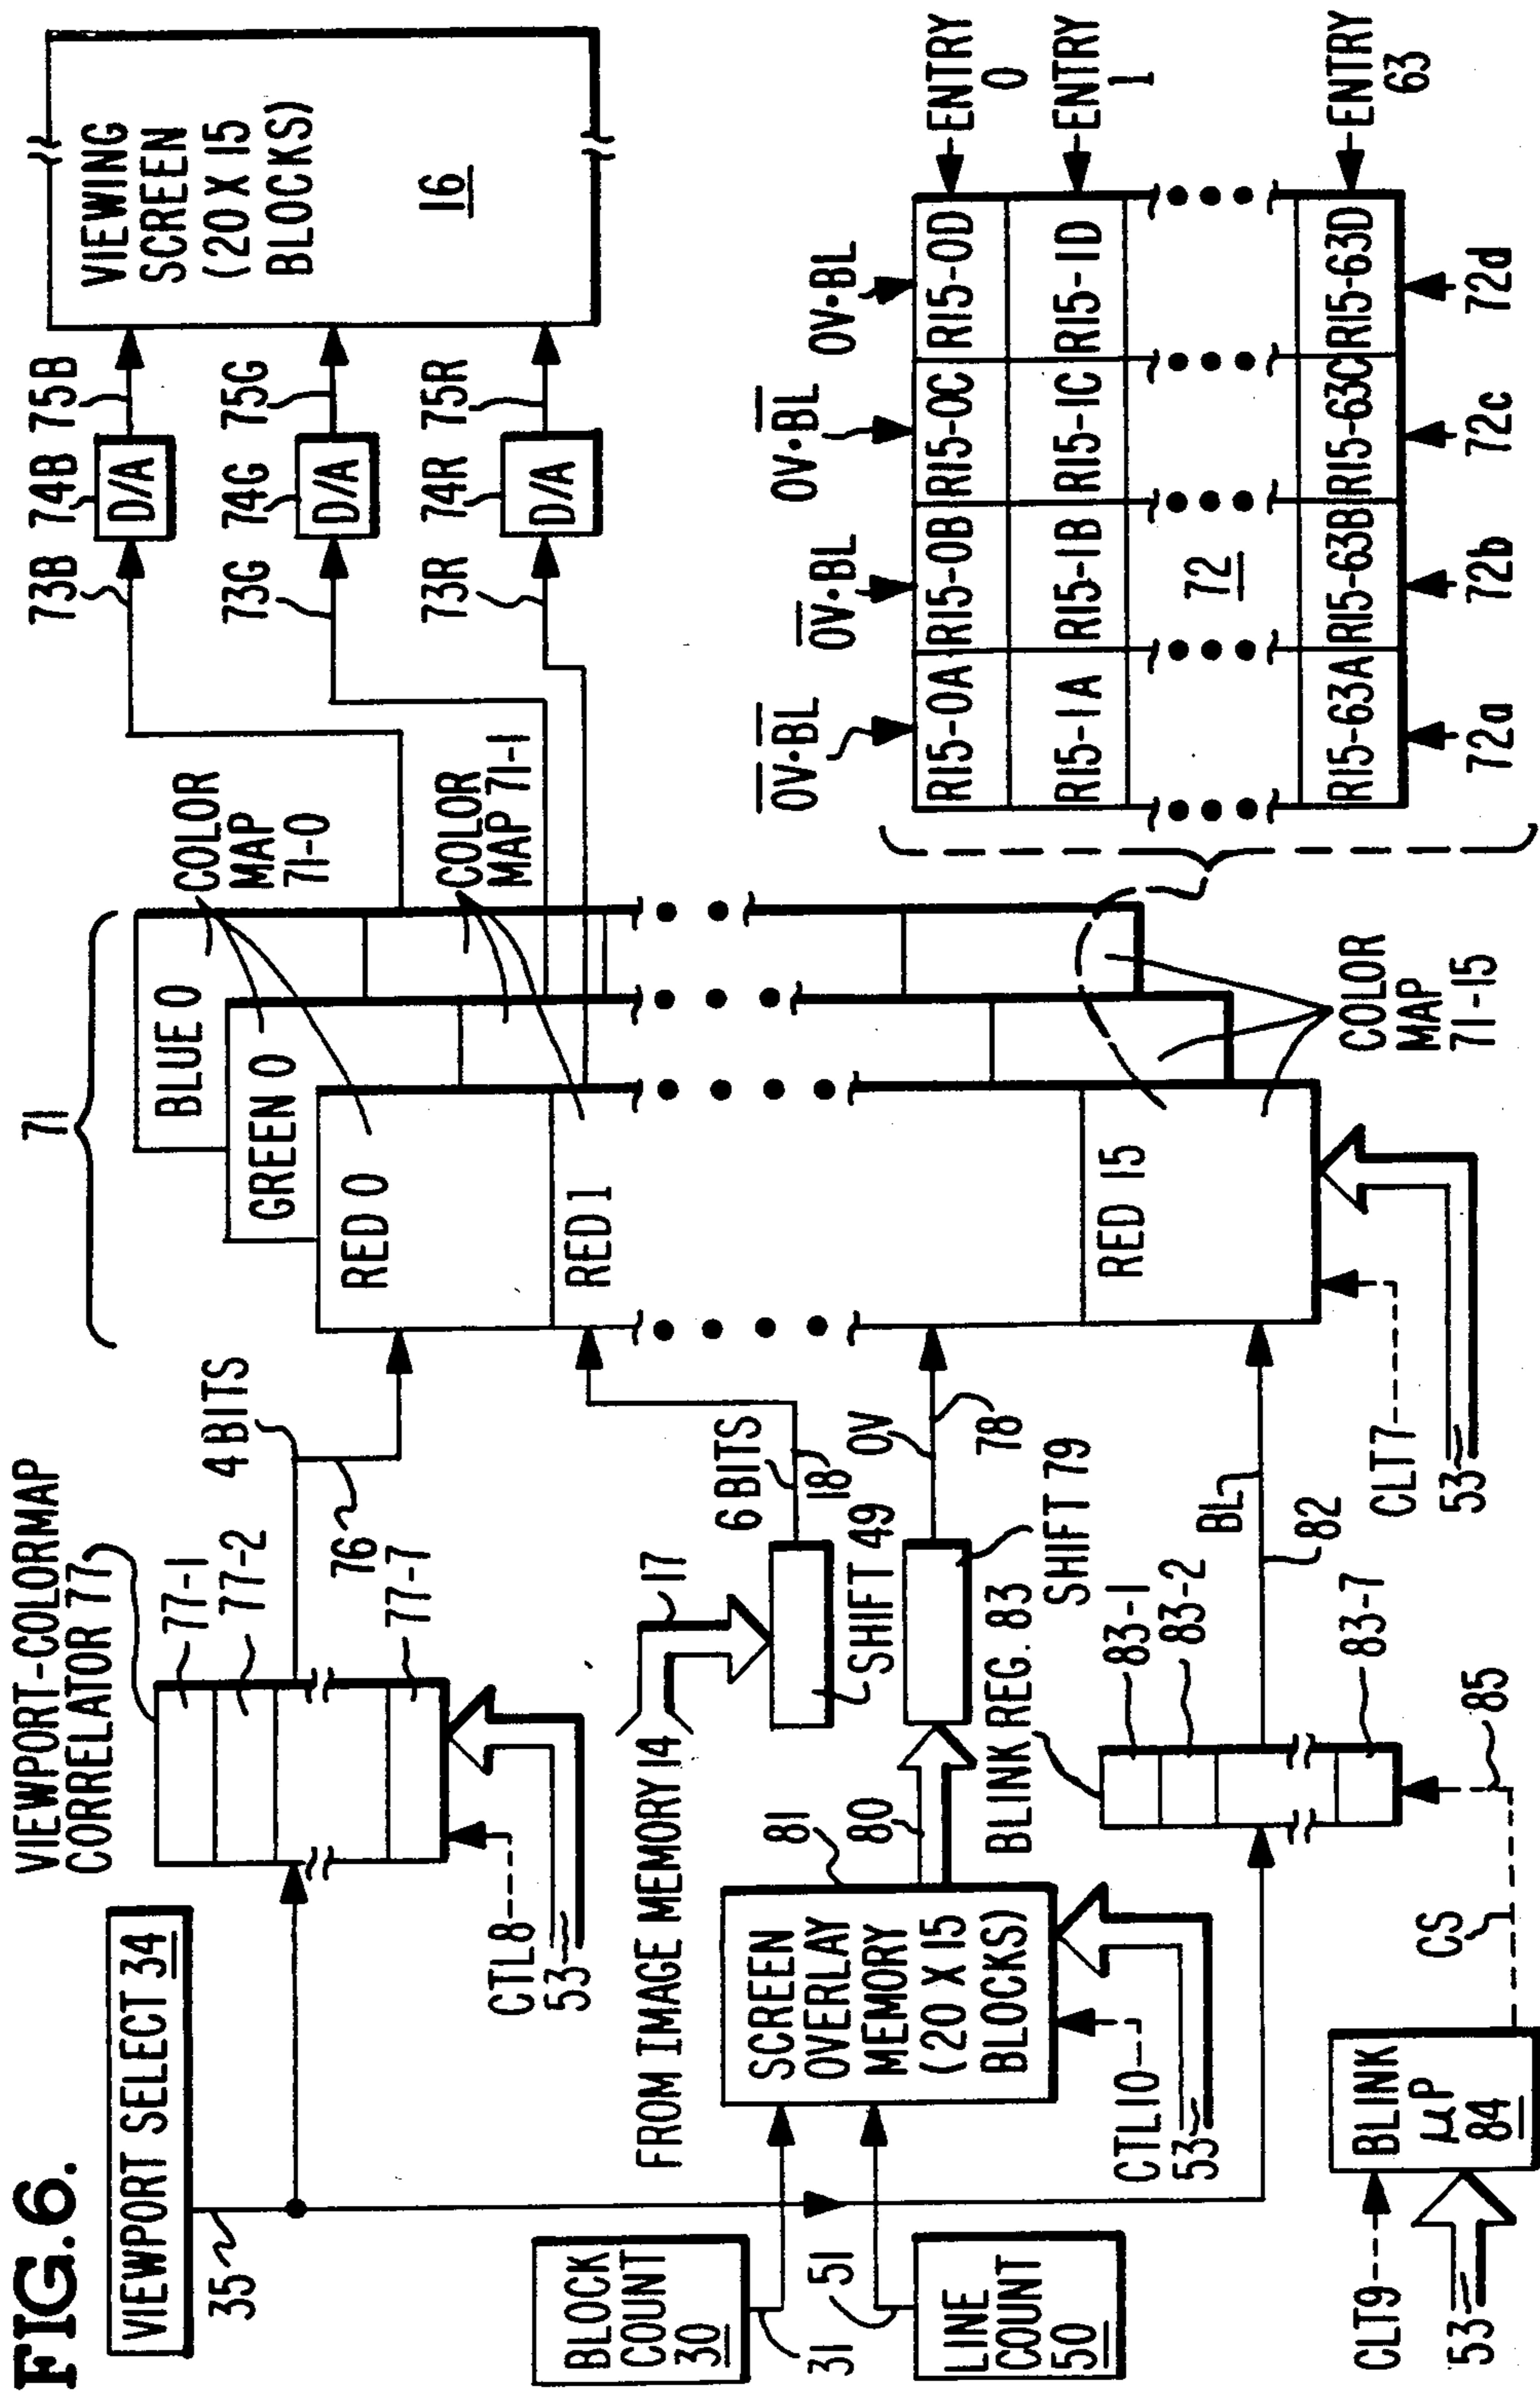 FIG.6.
VIEWPORT SELECT 34
35
VIEWPORT-COLORMAP
CORRELATOR 77
77-1
77-2
77-7
CTL8
53
4 BITS
76
71
BLUE 0
GREEN 0
RED 0
RED 1
RED 15
COLOR
MAP
71-0
COLOR
MAP 71-1
COLOR
MAP
71-15
CLT7
53
73B
74B
75B
D/A
73G
74G
75G
D/A
73R
74R
75R
D/A
VIEWING
SCREEN
(20 X 15
BLOCKS)
16
FROM IMAGE MEMORY 14
17
6 BITS
18
SHIFT 49
BLOCK
COUNT
30
31
LINE
COUNT
50
51
SCREEN
OVERLAY
MEMORY
(20 X 15
BLOCKS)
81
80
CTL10
53
OV
78
SHIFT 79
BLINK REG. 83
83-1
83-2
83-7
BL
82
85
CS
BLINK
μP
84
CLT9
53
O̅V̅·B̅L̅
O̅V̅·BL
OV·B̅L̅
OV·BL
R15-0A R15-0B R15-0C R15-0D
ENTRY
0
R15-1A R15-1B R15-1C R15-1D
ENTRY
1
72
R15-63A R15-63B R15-63C R15-63D
ENTRY
63
72a 72b 72c 72d